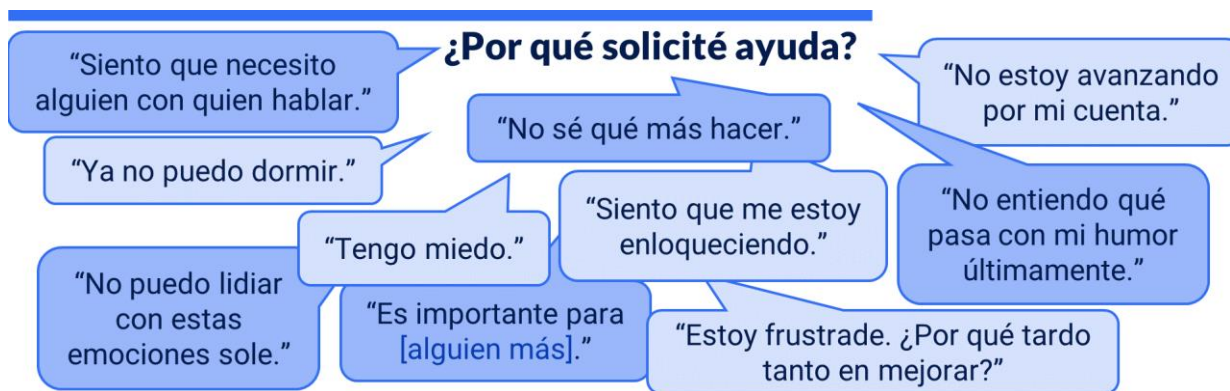 ¿Por qué solicité ayuda?
“Siento que necesito
alguien con quien hablar.”
“No estoy avanzando
por mi cuenta.”
“No sé qué más hacer.”
“Ya no puedo dormir.”
“Siento que me estoy
enloqueciendo.”
“No entiendo qué
pasa con mi humor
últimamente.”
“Tengo miedo.”
“No puedo lidiar
con estas
emociones sole.”
“Es importante para
[alguien más].”
“Estoy frustrade. ¿Por qué tardo
tanto en mejorar?”